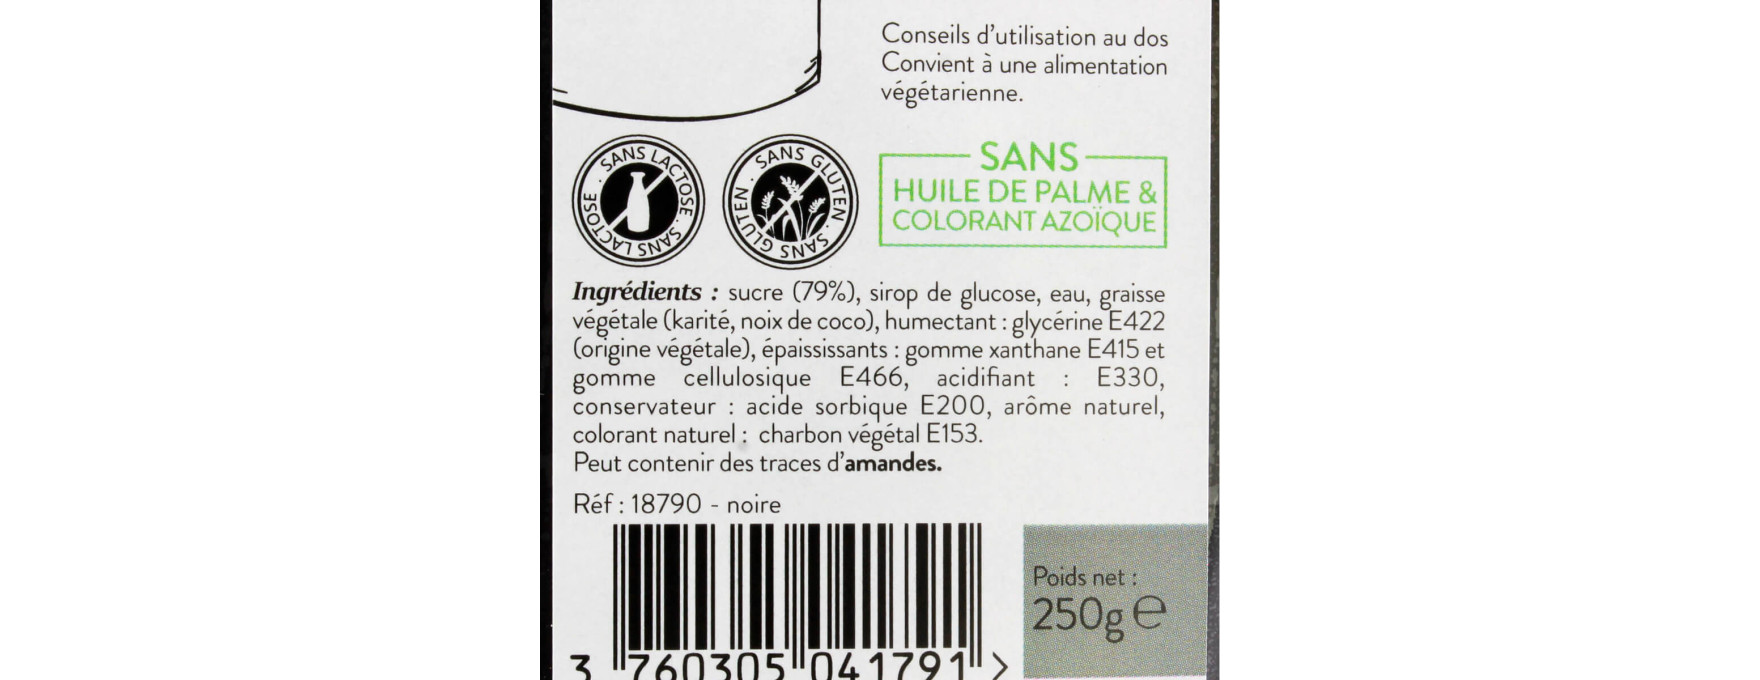 Conseils d'utilisation au dos
Convient à une alimentation
végétarienne.
SANS LACTOSE · SANS LACTOSE ·
SANS GLUTEN · SANS GLUTEN ·
SANS
HUILE DE PALME &
COLORANT AZOÏQUE
Ingrédients : sucre (79%), sirop de glucose, eau, graisse
végétale (karité, noix de coco), humectant : glycérine E422
(origine végétale), épaississants : gomme xanthane E415 et
gomme cellulosique E466, acidifiant : E330,
conservateur : acide sorbique E200, arôme naturel,
colorant naturel : charbon végétal E153.
Peut contenir des traces d'amandes.
Réf : 18790 - noire
Poids net :
250g e
3 760305 041791 >